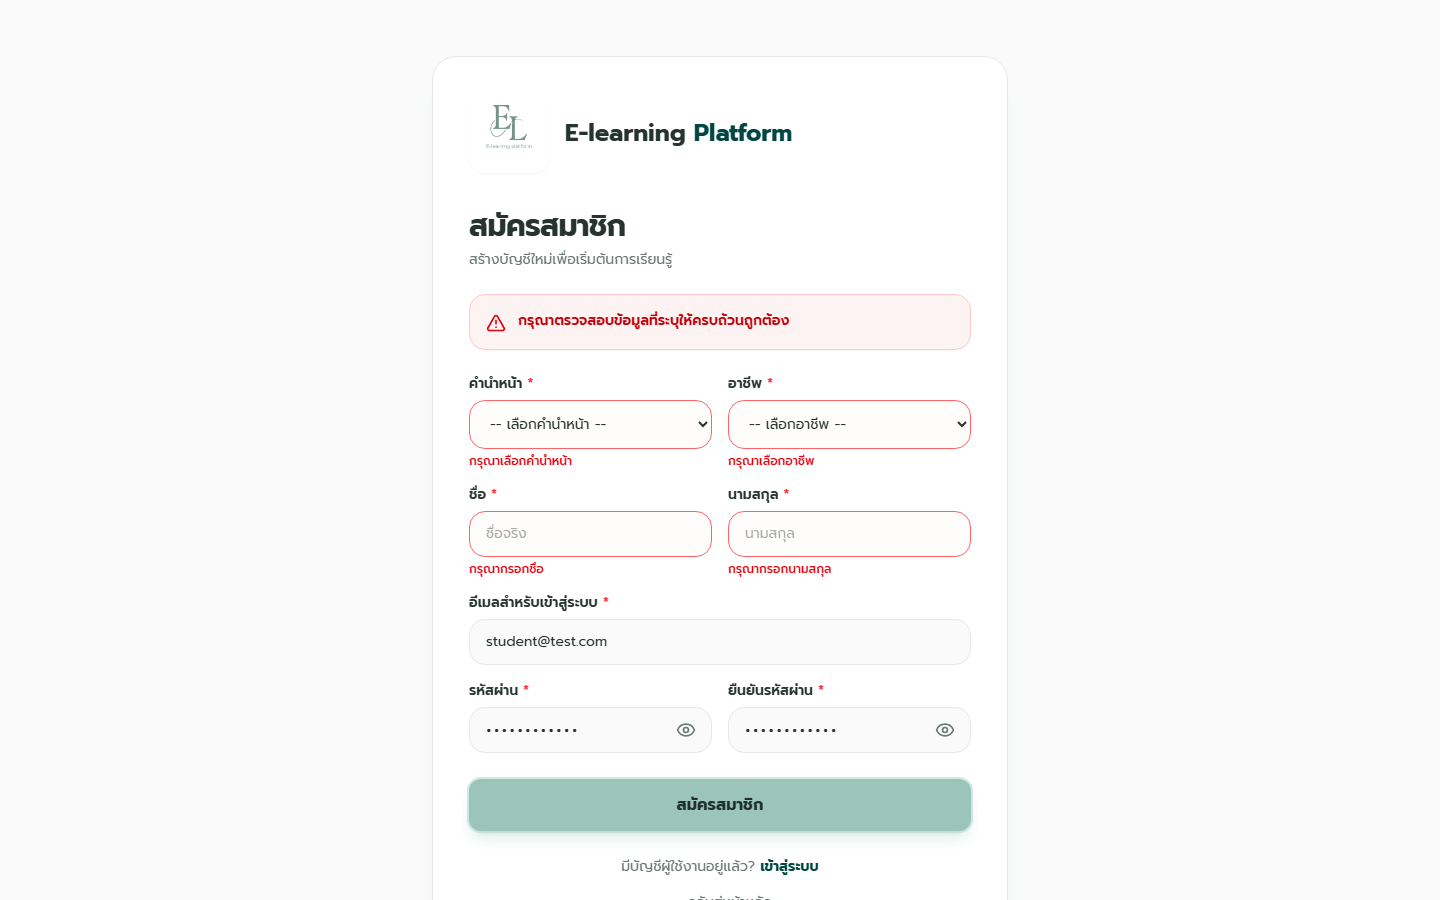 EL
E-learning platform
E-learning Platform
สมัครสมาชิก
สร้างบัญชีใหม่เพื่อเริ่มต้นการเรียนรู้
กรุณาตรวจสอบข้อมูลที่ระบุให้ครบถ้วนถูกต้อง
คำนำหน้า * อาชีพ *
-- เลือกคำนำหน้า -- -- เลือกอาชีพ --
กรุณาเลือกคำนำหน้า กรุณาเลือกอาชีพ
ชื่อ * นามสกุล *
ชื่อจริง นามสกุล
กรุณากรอกชื่อ กรุณากรอกนามสกุล
อีเมลสำหรับเข้าสู่ระบบ *
student@test.com
รหัสผ่าน * ยืนยันรหัสผ่าน *
•••••••••••• ••••••••••••
สมัครสมาชิก
มีบัญชีผู้ใช้งานอยู่แล้ว? เข้าสู่ระบบ